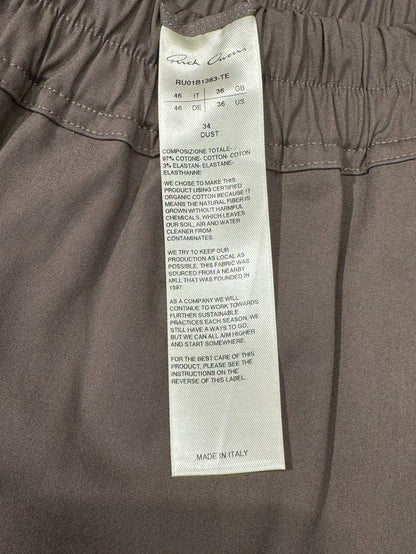 Rick Owens
RU01B1383-TE
46 IT 36 GB
46 DE 36 US
34
DUST
COMPOSIZIONE TOTALE-
97% COTONE- COTTON- COTTON
3% ELASTAN- ELASTANE-
ELASTHANNE
WE CHOSE TO MAKE THIS
PRODUCT USING CERTIFIED
ORGANIC COTTON BECAUSE IT
MEANS THE NATURAL FIBER IS
GROWN WITHOUT HARMFUL
CHEMICALS, WHICH LEAVES
OUR SOIL, AIR AND WATER
CLEANER FROM
CONTAMINATES.
WE TRY TO KEEP OUR
PRODUCTION AS LOCAL AS
POSSIBLE. THIS FABRIC WAS
SOURCED FROM A NEARBY
MILL THAT WAS FOUNDED IN
1597
AS A COMPANY WE WILL
CONTINUE TO WORK TOWARDS
FURTHER SUSTAINABLE
PRACTICES EACH SEASON. WE
STILL HAVE A WAYS TO GO,
BUT WE CAN ALL AIM HIGHER
AND START SOMEWHERE.
FOR THE BEST CARE OF THIS
PRODUCT, PLEASE SEE THE
INSTRUCTIONS ON THE
REVERSE OF THIS LABEL.
MADE IN ITALY